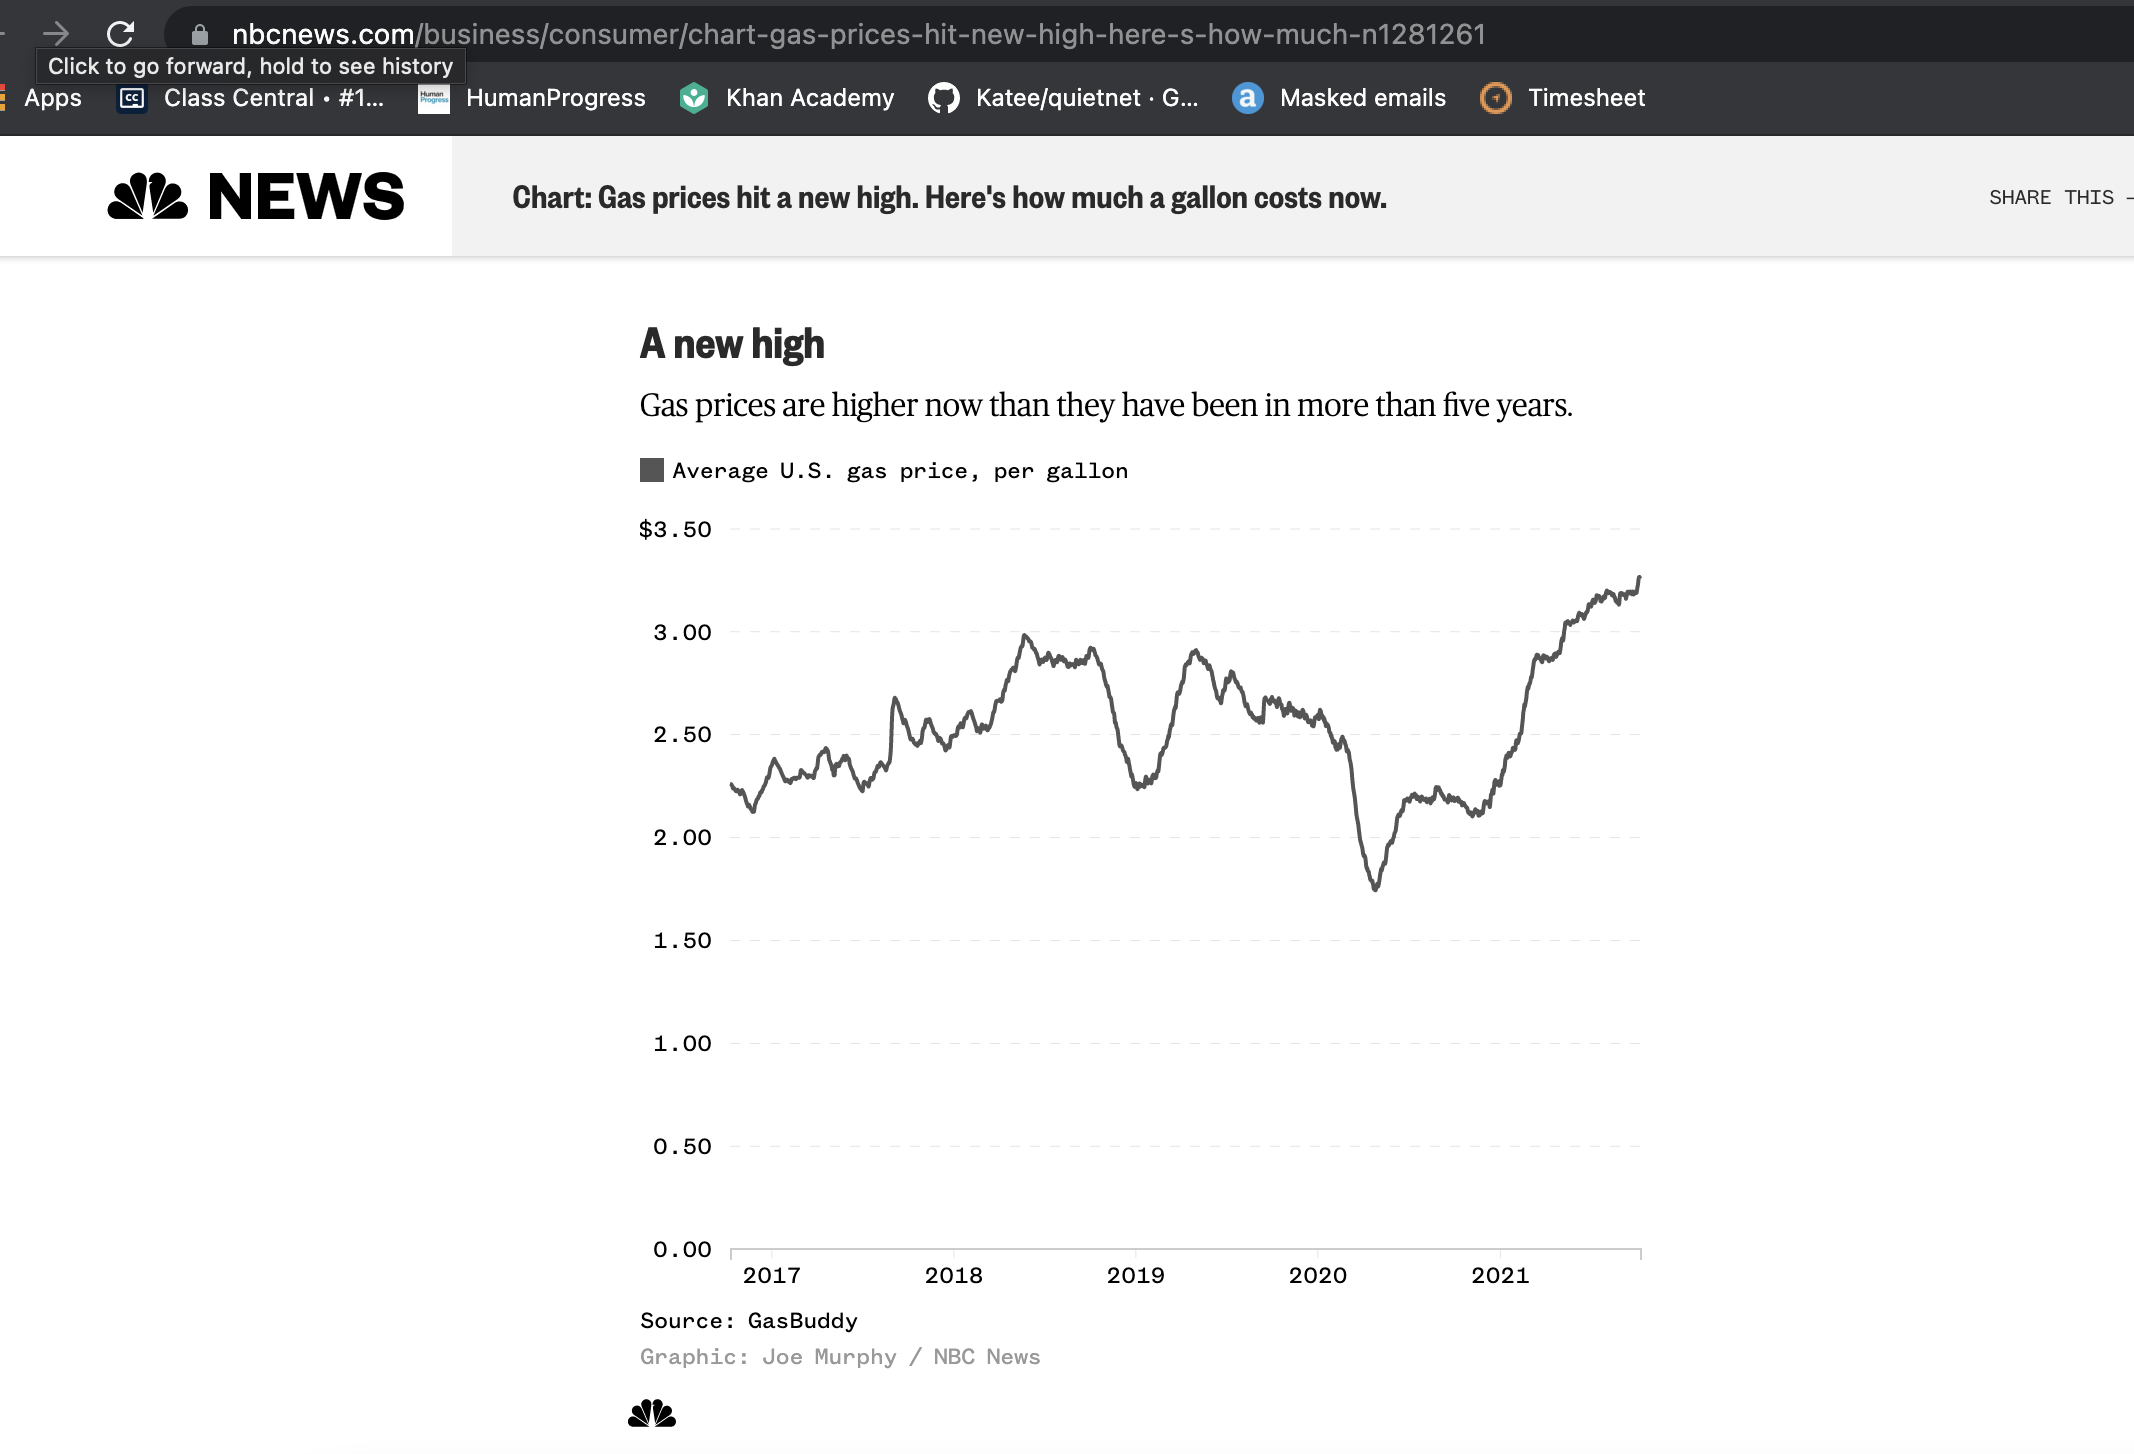 nbcnews.com/business/consumer/chart-gas-prices-hit-new-high-here-s-how-much-n1281261
Click to go forward, hold to see history
Apps
CC
Class Central • #1...
Human Progress
HumanProgress
Khan Academy
Katee/quietnet · G...
a
Masked emails
Timesheet
NEWS
Chart: Gas prices hit a new high. Here's how much a gallon costs now.
SHARE THIS –
A new high
Gas prices are higher now than they have been in more than five years.
Average U.S. gas price, per gallon
$3.50
3.00
2.50
2.00
1.50
1.00
0.50
0.00
2017 2018 2019 2020 2021
Source: GasBuddy
Graphic: Joe Murphy / NBC News